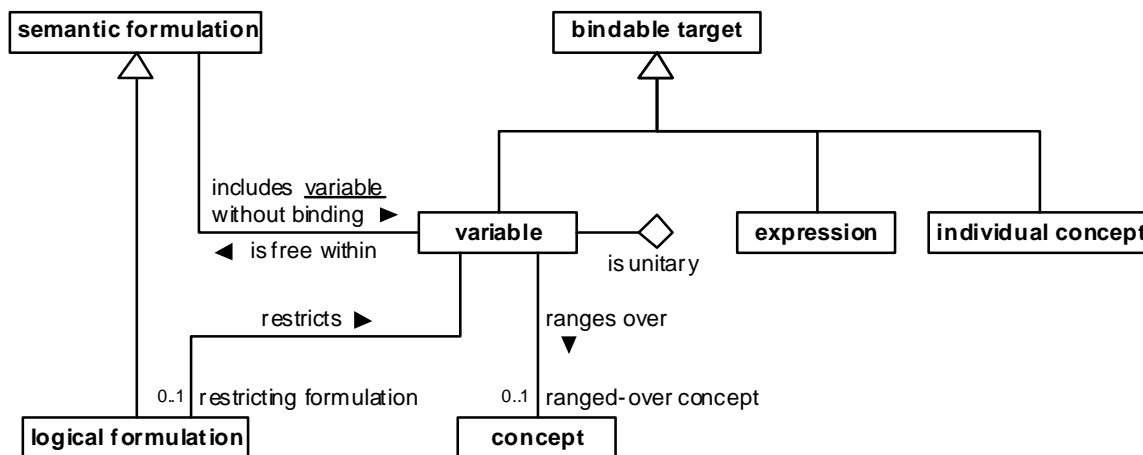 semantic formulation
bindable target
includes variable
without binding ►
◄ is free within
variable
is unitary
expression
individual concept
restricts ►
ranges over
▼
0..1 restricting formulation
0..1 ranged-over concept
logical formulation
concept